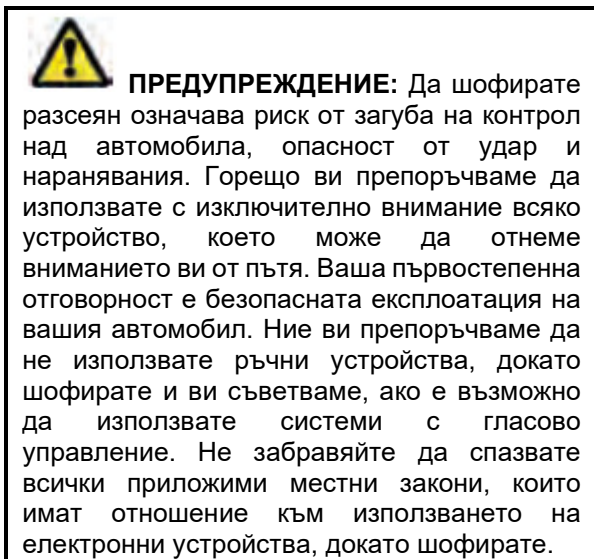 ПРЕДУПРЕЖДЕНИЕ: Да шофирате
разсеян означава риск от загуба на контрол
над автомобила, опасност от удар и
наранявания. Горещо ви препоръчваме да
използвате с изключително внимание всяко
устройство, което може да отнеме
вниманието ви от пътя. Ваша първостепенна
отговорност е безопасната експлоатация на
вашия автомобил. Ние ви препоръчваме да
не използвате ръчни устройства, докато
шофирате и ви съветваме, ако е възможно
да използвате системи с гласово
управление. Не забравяйте да спазвате
всички приложими местни закони, които
имат отношение към използването на
електронни устройства, докато шофирате.